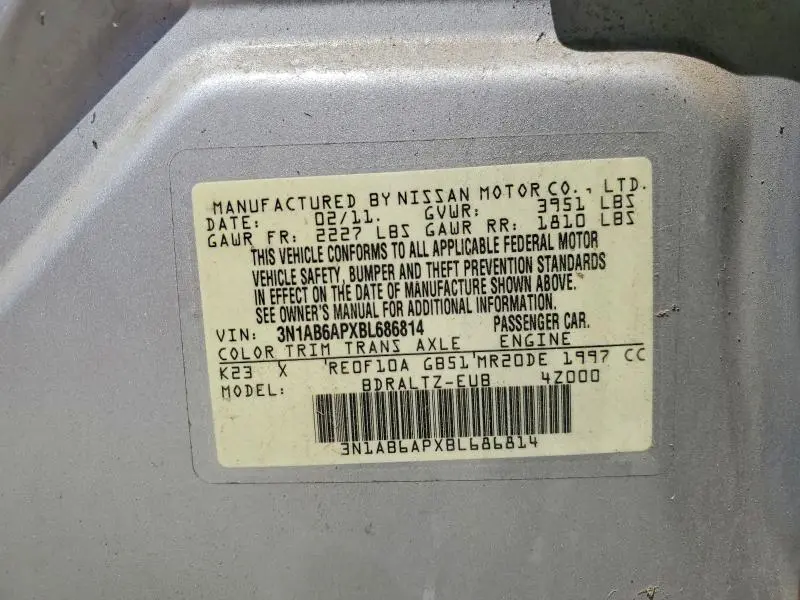 MANUFACTURED BY NISSAN MOTOR CO., LTD.
DATE: 02/11. GVWR: 3951 LBS
GAWR FR: 2227 LBS GAWR RR: 1810 LBS
THIS VEHICLE CONFORMS TO ALL APPLICABLE FEDERAL MOTOR
VEHICLE SAFETY, BUMPER AND THEFT PREVENTION STANDARDS
IN EFFECT ON THE DATE OF MANUFACTURE SHOWN ABOVE.
SEE OWNER'S MANUAL FOR ADDITIONAL INFORMATION.
VIN: 3N1AB6APXBL686814 PASSENGER CAR.
COLOR TRIM TRANS AXLE ENGINE
K23 X RE0F10A GB51 MR20DE 1997 CC
MODEL: BDRALTZ-EUB 4Z000
3N1AB6APXBL686814